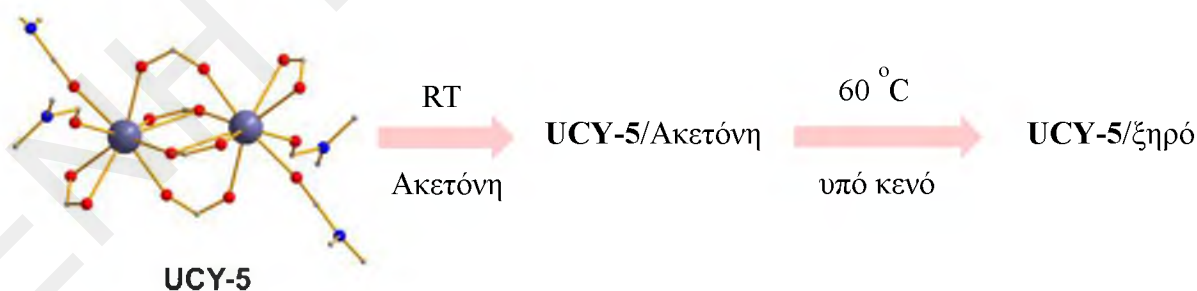 RT
60 °C
UCY-5/Ακετόνη
UCY-5/ξηρό
Ακετόνη
υπό κενό
UCY-5